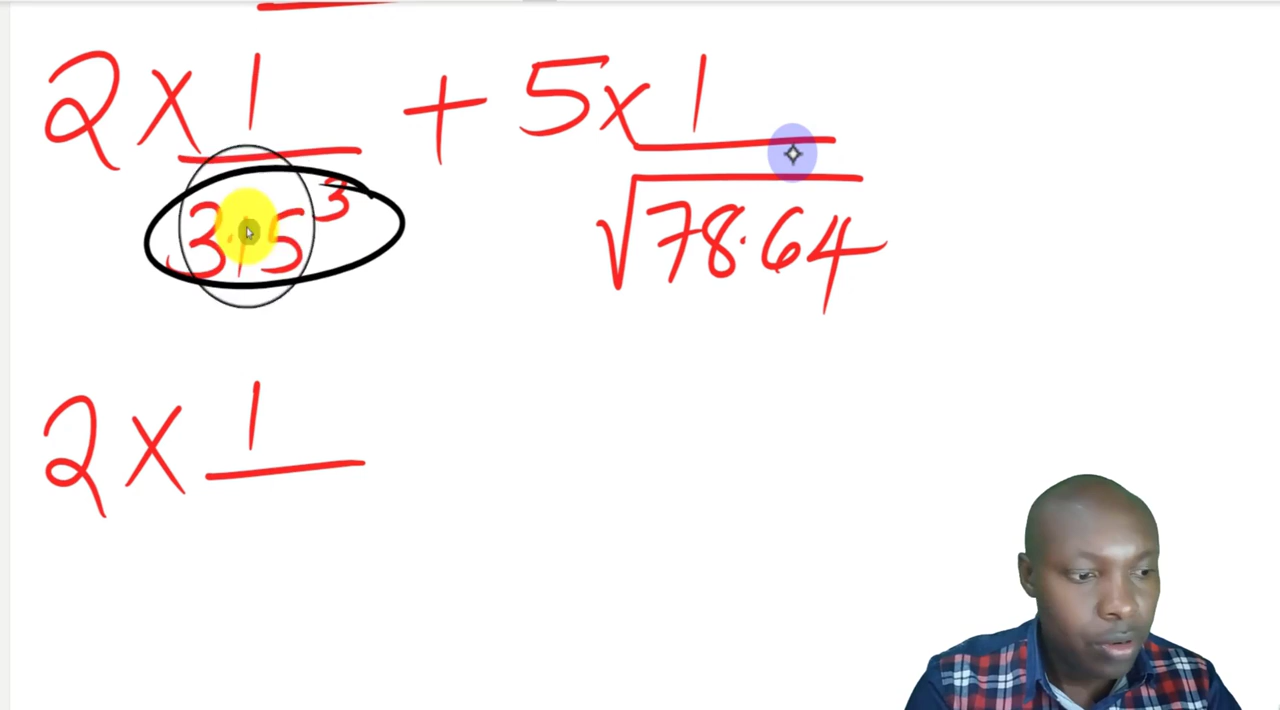 2 × 1/3.15³ + 5 × 1/√78.64
2 × 1/